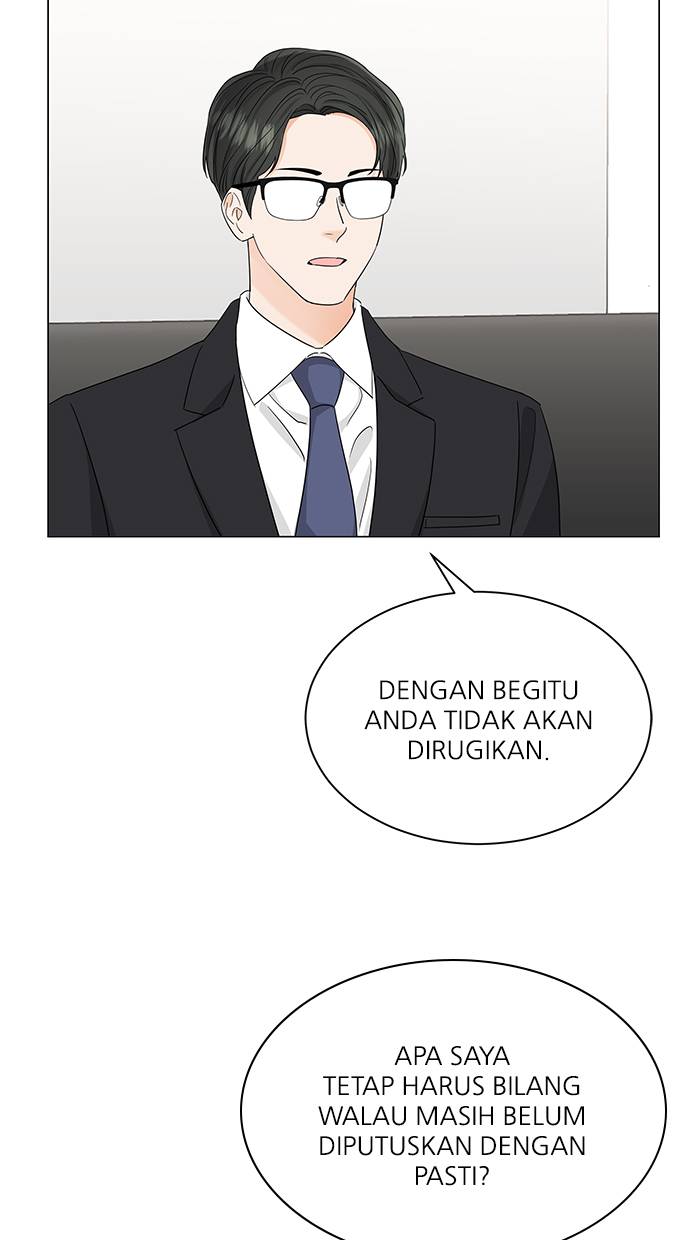 DENGAN BEGITU
ANDA TIDAK AKAN
DIRUGIKAN.
APA SAYA
TETAP HARUS BILANG
WALAU MASIH BELUM
DIPUTUSKAN DENGAN
PASTI?